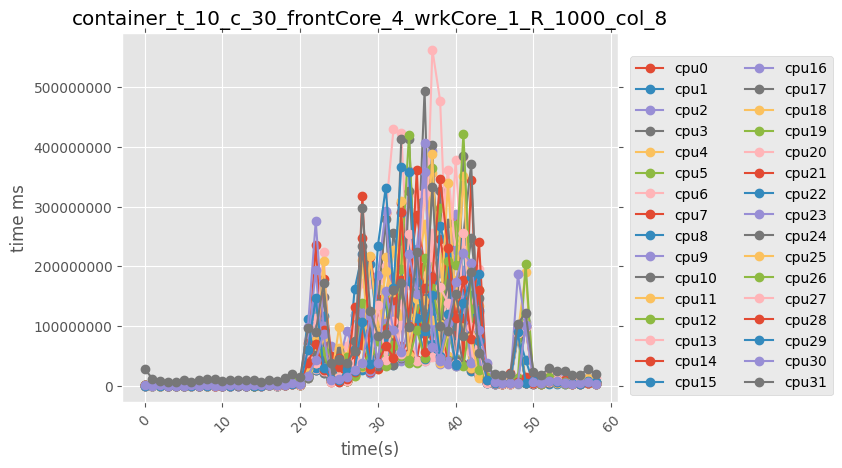 container_t_10_c_30_frontCore_4_wrkCore_1_R_1000_col_8
time ms
500000000
400000000
300000000
200000000
100000000
0
0
10
20
30
40
50
60
time(s)
cpu0
cpu1
cpu2
cpu3
cpu4
cpu5
cpu6
cpu7
cpu8
cpu9
cpu10
cpu11
cpu12
cpu13
cpu14
cpu15
cpu16
cpu17
cpu18
cpu19
cpu20
cpu21
cpu22
cpu23
cpu24
cpu25
cpu26
cpu27
cpu28
cpu29
cpu30
cpu31